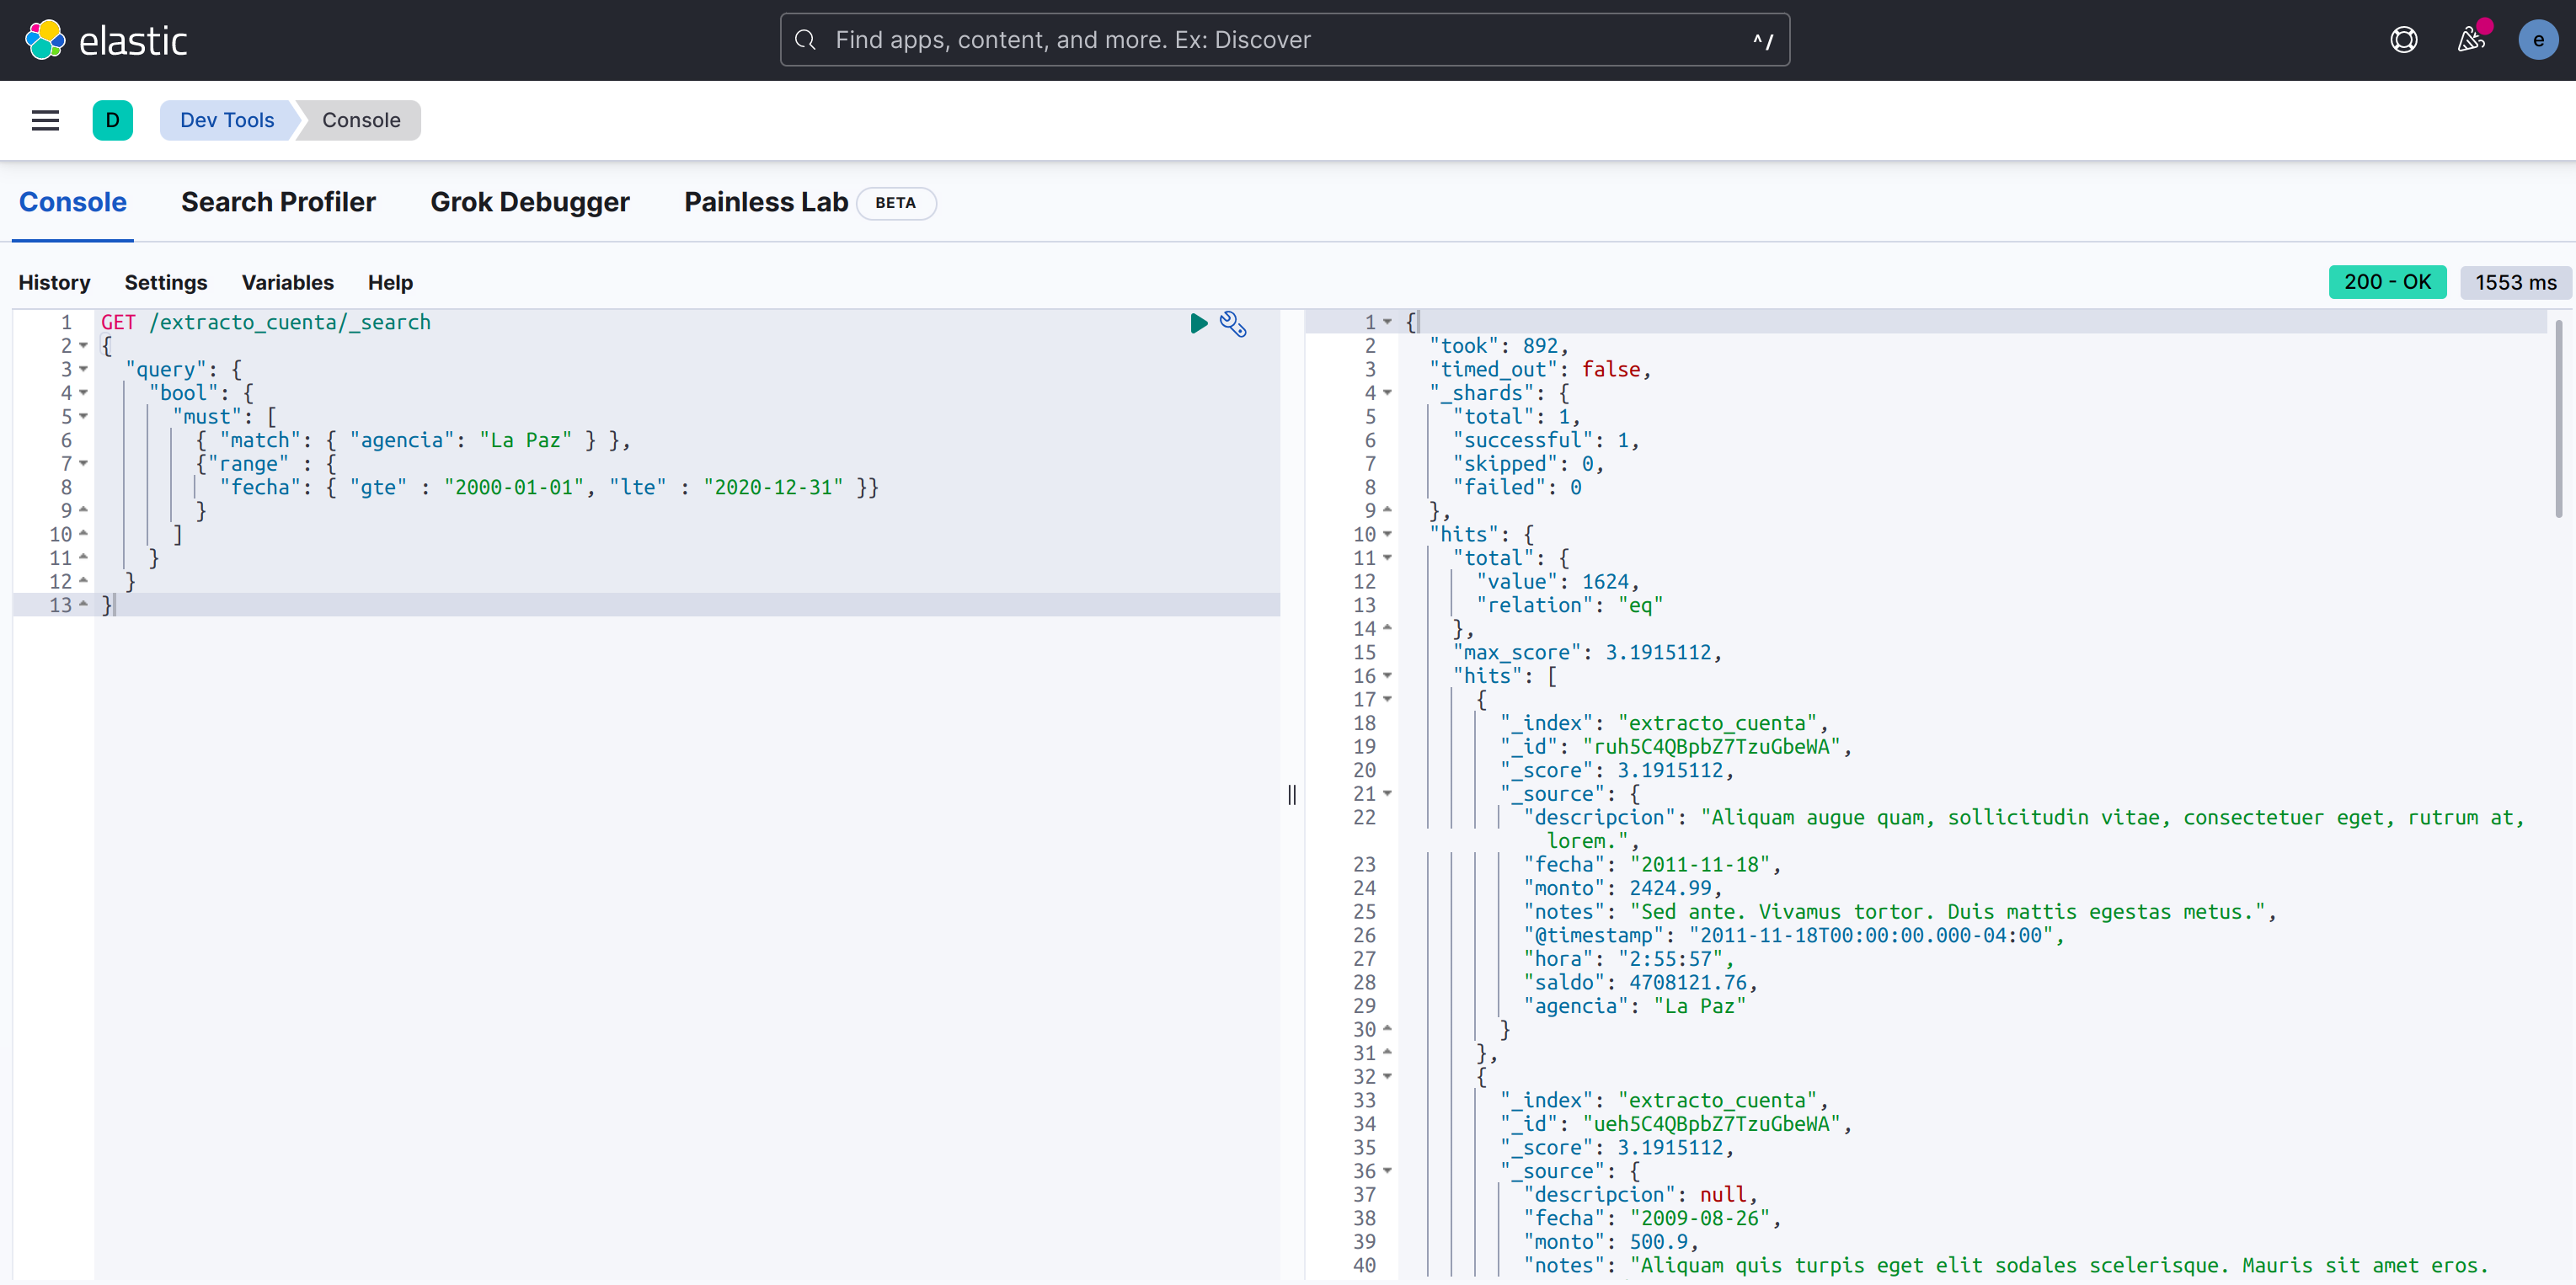 elastic
Find apps, content, and more. Ex: Discover
^/
e
D
Dev Tools
Console
Console
Search Profiler
Grok Debugger
Painless Lab
BETA
History
Settings
Variables
Help
200 - OK
1553 ms
1 GET /extracto_cuenta/_search
2 {
3 "query": {
4 "bool": {
5 "must": [
6 { "match": { "agencia": "La Paz" } },
7 {"range" : {
8 "fecha": { "gte" : "2000-01-01", "lte" : "2020-12-31" }}
9 }
10 ]
11 }
12 }
13 }
1 {
2 "took": 892,
3 "timed_out": false,
4 "_shards": {
5 "total": 1,
6 "successful": 1,
7 "skipped": 0,
8 "failed": 0
9 },
10 "hits": {
11 "total": {
12 "value": 1624,
13 "relation": "eq"
14 },
15 "max_score": 3.1915112,
16 "hits": [
17 {
18 "_index": "extracto_cuenta",
19 "_id": "ruh5C4QBpbZ7TzuGbeWA",
20 "_score": 3.1915112,
21 "_source": {
22 "descripcion": "Aliquam augue quam, sollicitudin vitae, consectetuer eget, rutrum at,
lorem.",
23 "fecha": "2011-11-18",
24 "monto": 2424.99,
25 "notes": "Sed ante. Vivamus tortor. Duis mattis egestas metus.",
26 "@timestamp": "2011-11-18T00:00:00.000-04:00",
27 "hora": "2:55:57",
28 "saldo": 4708121.76,
29 "agencia": "La Paz"
30 }
31 },
32 {
33 "_index": "extracto_cuenta",
34 "_id": "ueh5C4QBpbZ7TzuGbeWA",
35 "_score": 3.1915112,
36 "_source": {
37 "descripcion": null,
38 "fecha": "2009-08-26",
39 "monto": 500.9,
40 "notes": "Aliquam quis turpis eget elit sodales scelerisque. Mauris sit amet eros.